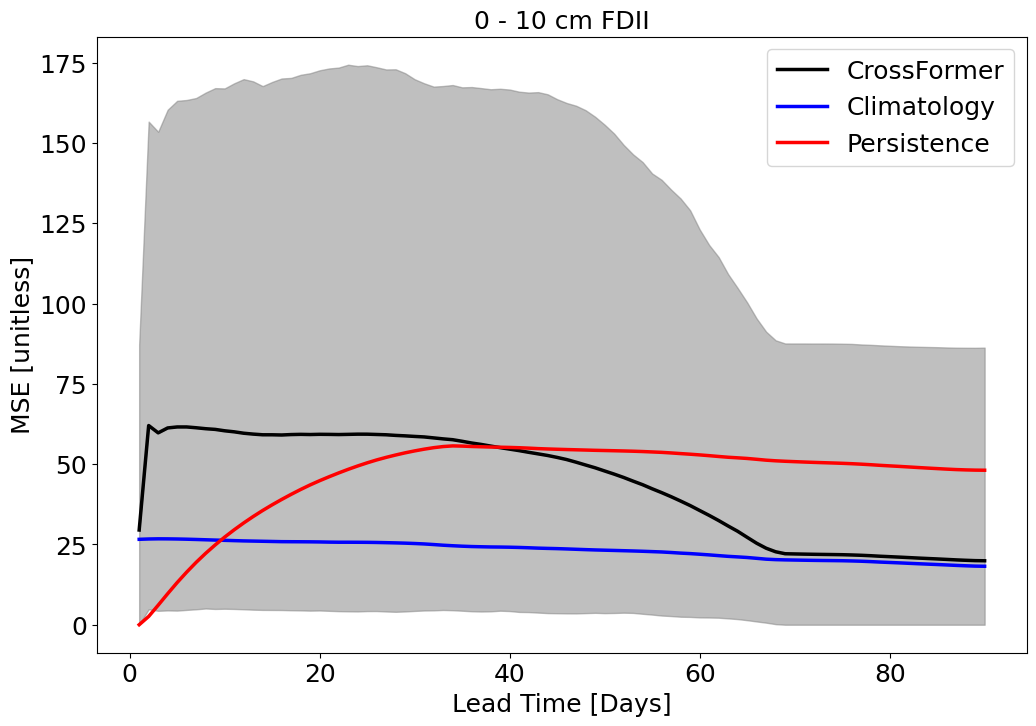 0 - 10 cm FDII
CrossFormer
Climatology
Persistence
MSE [unitless]
175
150
125
100
75
50
25
0
0 20 40 60 80
Lead Time [Days]